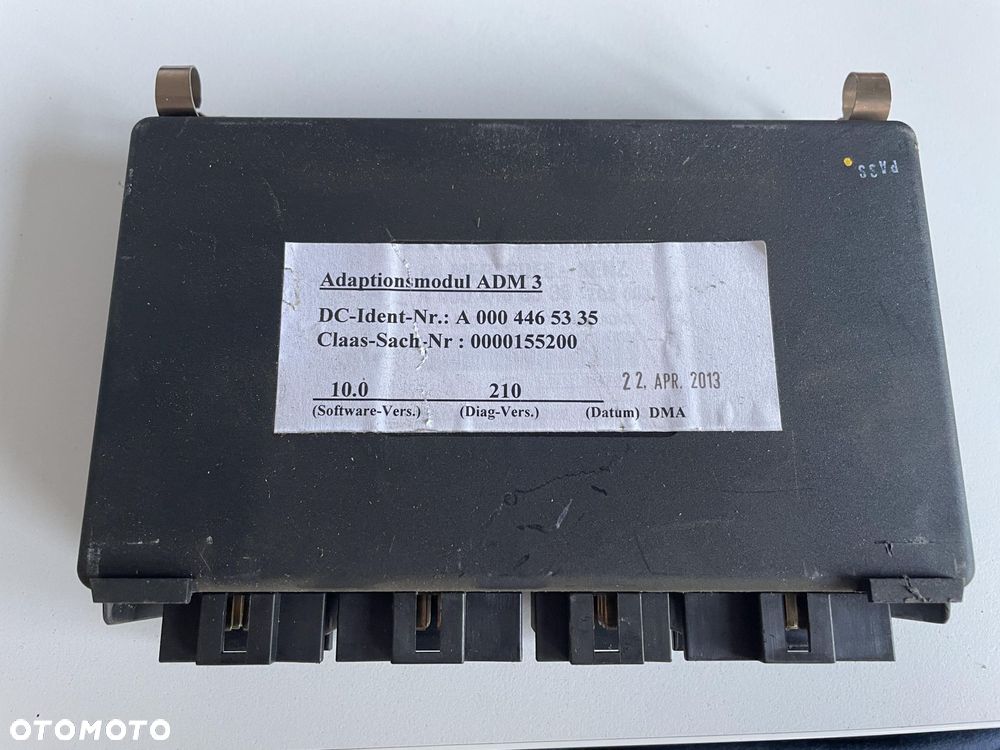 PASS
Adaptionsmodul ADM 3
DC-Ident-Nr.: A 000 446 53 35
Claas-Sach-Nr : 0000155200
10.0 210 22. APR. 2013
(Software-Vers.) (Diag-Vers.) (Datum) DMA
OTOMOTO